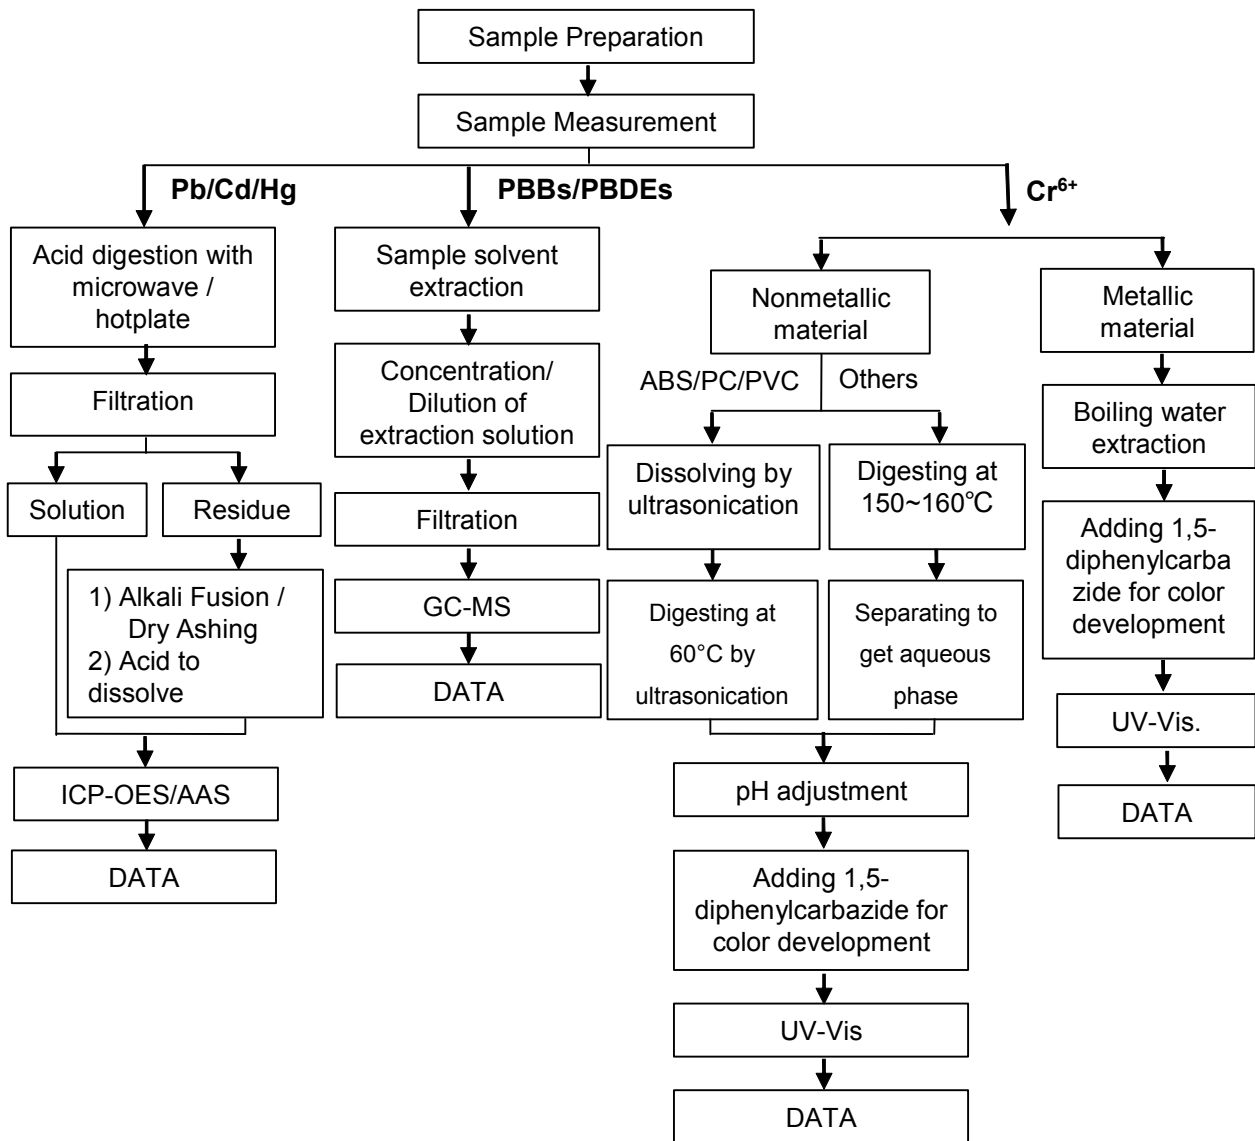 Sample Preparation
Sample Measurement
Pb/Cd/Hg
PBBs/PBDEs
Cr⁶⁺
Acid digestion with
microwave /
hotplate
Filtration
Solution
Residue
1) Alkali Fusion /
Dry Ashing
2) Acid to
dissolve
ICP-OES/AAS
DATA
Sample solvent
extraction
Concentration/
Dilution of
extraction solution
Filtration
GC-MS
DATA
Nonmetallic
material
ABS/PC/PVC
Others
Dissolving by
ultrasonication
Digesting at
60°C by
ultrasonication
Digesting at
150~160℃
Separating to
get aqueous
phase
pH adjustment
Adding 1,5-
diphenylcarbazide for
color development
UV-Vis
DATA
Metallic
material
Boiling water
extraction
Adding 1,5-
diphenylcarba
zide for color
development
UV-Vis.
DATA